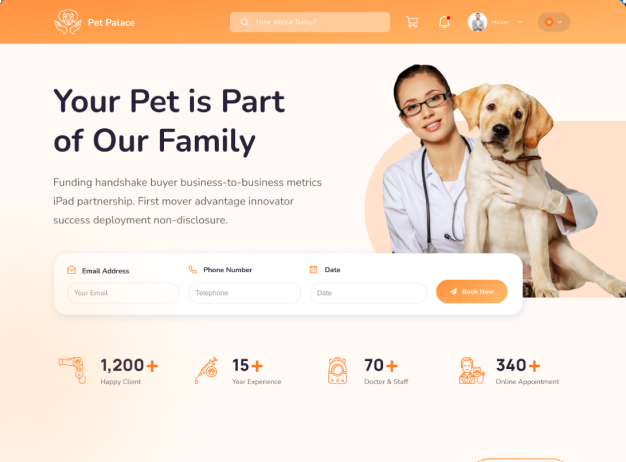 Pet Palace
How About Today?
Name
Your Pet is Part
of Our Family
Funding handshake buyer business-to-business metrics
iPad partnership. First mover advantage innovator
success deployment non-disclosure.
Email Address
Phone Number
Date
Your Email
Telephone
Date
Book Now
1,200+
Happy Client
15+
Year Experience
70+
Doctor & Staff
340+
Online Appointment